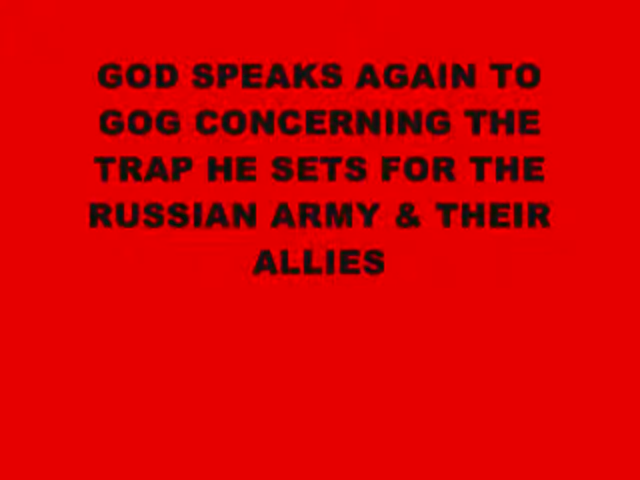 GOD SPEAKS AGAIN TO
GOG CONCERNING THE
TRAP HE SETS FOR THE
RUSSIAN ARMY & THEIR
ALLIES